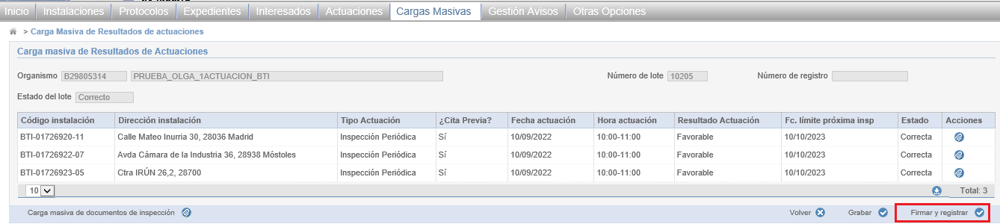 Inicio Instalaciones Protocolos Expedientes Interesados Actuaciones Cargas Masivas Gestión Avisos Otras Opciones
> Carga Masiva de Resultados de actuaciones
Carga masiva de Resultados de Actuaciones
Organismo B29805314 PRUEBA_OLGA_1ACTUACION_BTI Número de lote 10205 Número de registro
Estado del lote Correcto
Código instalación Dirección instalación Tipo Actuación ¿Cita Previa? Fecha actuación Hora actuación Resultado Actuación Fc. límite próxima insp Estado Acciones
BTI-01726920-11 Calle Mateo Inurria 30, 28036 Madrid Inspección Periódica Sí 10/09/2022 10:00-11:00 Favorable 10/10/2023 Correcta
BTI-01726922-07 Avda Cámara de la Industria 36, 28938 Móstoles Inspección Periódica Sí 10/09/2022 10:00-11:00 Favorable 10/10/2023 Correcta
BTI-01726923-05 Ctra IRÚN 26,2, 28700 Inspección Periódica Sí 10/09/2022 10:00-11:00 Favorable 10/10/2023 Correcta
10 Total: 3
Carga masiva de documentos de inspección Volver Grabar Firmar y registrar